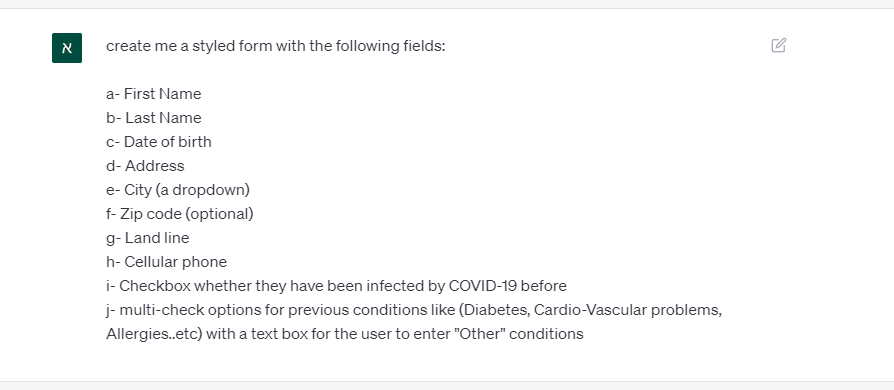 א
create me a styled form with the following fields:
a- First Name
b- Last Name
c- Date of birth
d- Address
e- City (a dropdown)
f- Zip code (optional)
g- Land line
h- Cellular phone
i- Checkbox whether they have been infected by COVID-19 before
j- multi-check options for previous conditions like (Diabetes, Cardio-Vascular problems,
Allergies..etc) with a text box for the user to enter "Other" conditions